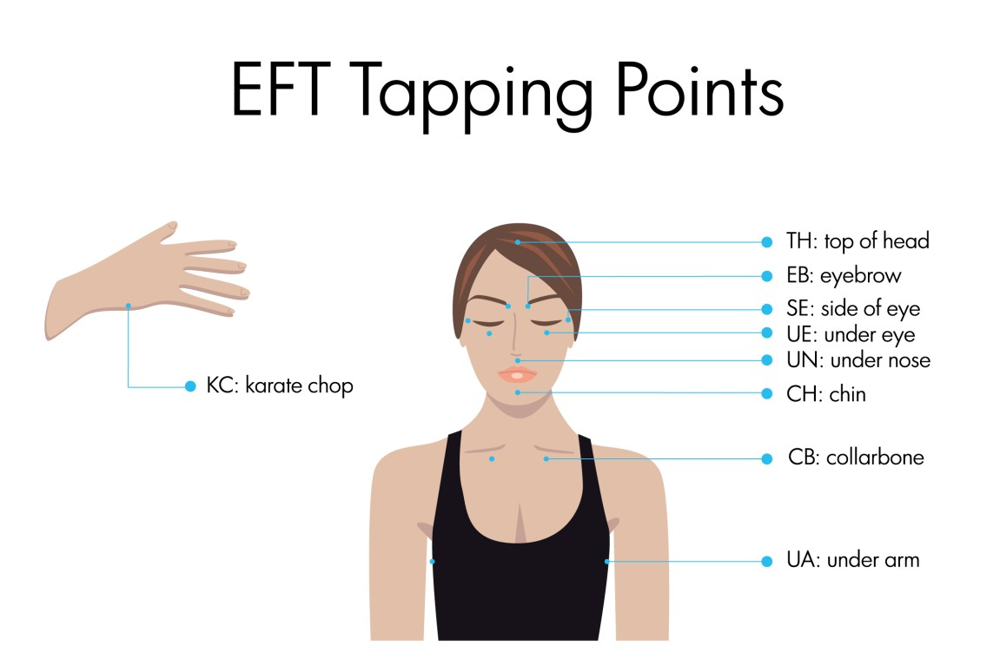 EFT Tapping Points
TH: top of head
EB: eyebrow
SE: side of eye
UE: under eye
UN: under nose
CH: chin
KC: karate chop
CB: collarbone
UA: under arm